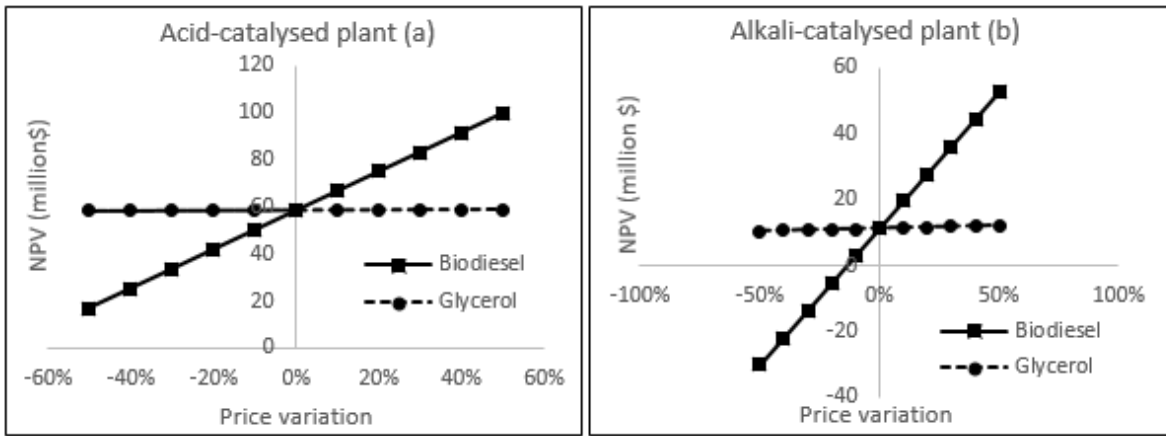 Acid-catalysed plant (a)
NPV (million$)
120
100
80
60
40
20
0
-60% -40% -20% 0% 20% 40% 60%
Price variation
Biodiesel
Glycerol
Alkali-catalysed plant (b)
NPV (million $)
60
40
20
0
-20
-40
-100% -50% 0% 50% 100%
Price variation
Biodiesel
Glycerol